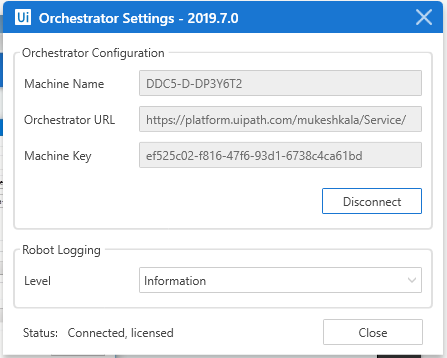 Ui Orchestrator Settings - 2019.7.0
Orchestrator Configuration
Machine Name DDC5-D-DP3Y6T2
Orchestrator URL https://platform.uipath.com/mukeshkala/Service/
Machine Key ef525c02-f816-47f6-93d1-6738c4ca61bd
Disconnect
Robot Logging
Level Information
Status: Connected, licensed Close